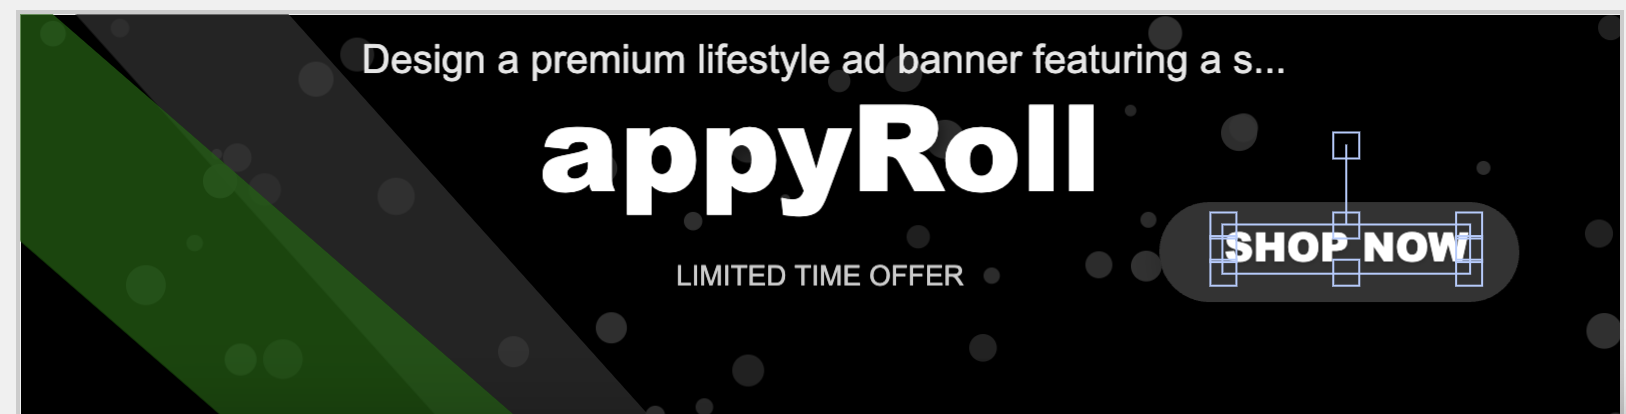 Design a premium lifestyle ad banner featuring a s...
appyRoll
LIMITED TIME OFFER
SHOP NOW